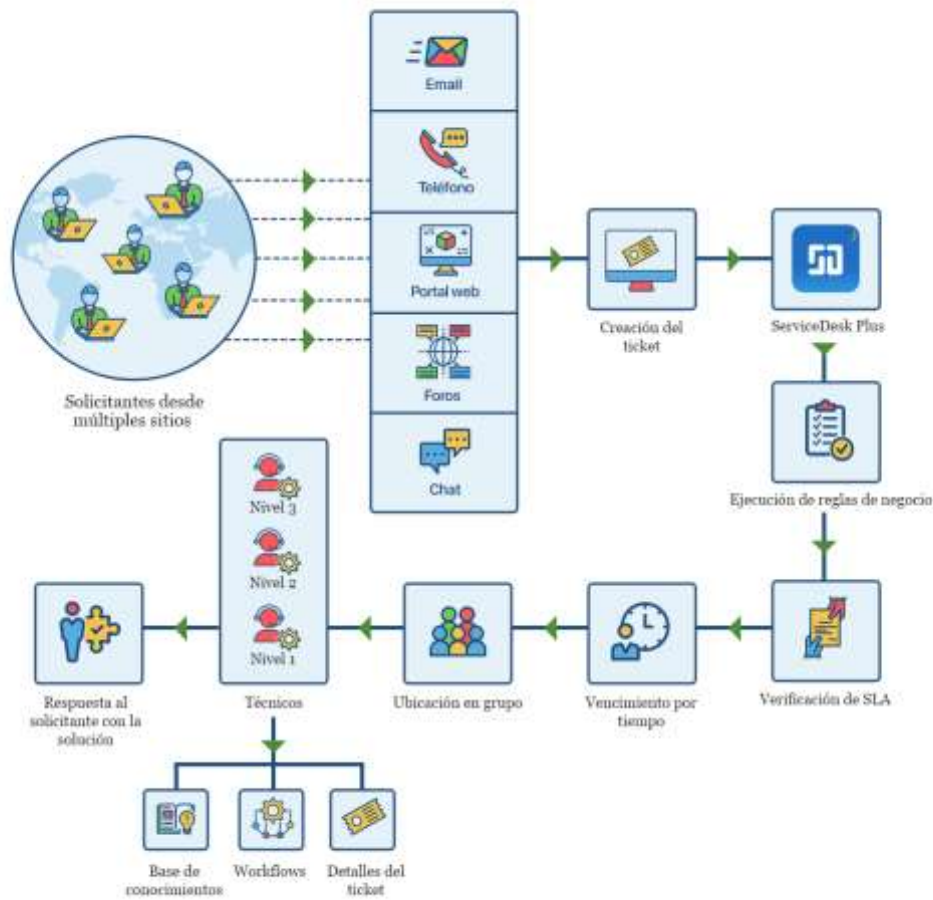 Email
Teléfono
Portal web
Foros
Chat
Solicitantes desde
múltiples sitios
Creación del
ticket
ServiceDesk Plus
Ejecución de reglas de negocio
Verificación de SLA
Vencimiento por
tiempo
Ubicación en grupo
Nivel 3
Nivel 2
Nivel 1
Técnicos
Respuesta al
solicitante con la
solución
Base de
conocimientos
Workflows
Detalles del
ticket